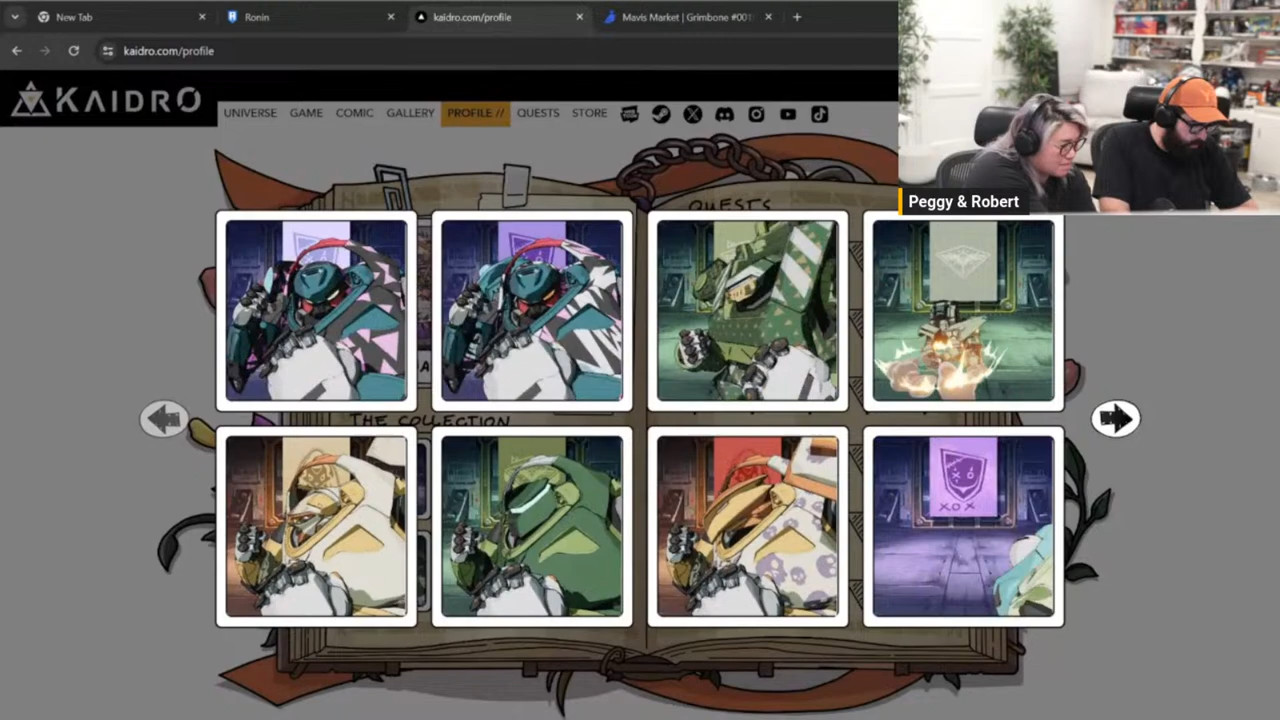 New Tab
Ronin
kaidro.com/profile
Mavis Market | Grimbone #001
kaidro.com/profile
KAIDRO
UNIVERSE GAME COMIC GALLERY PROFILE // QUESTS STORE
Peggy & Robert
QUESTS
THE COLLECTION
XOX